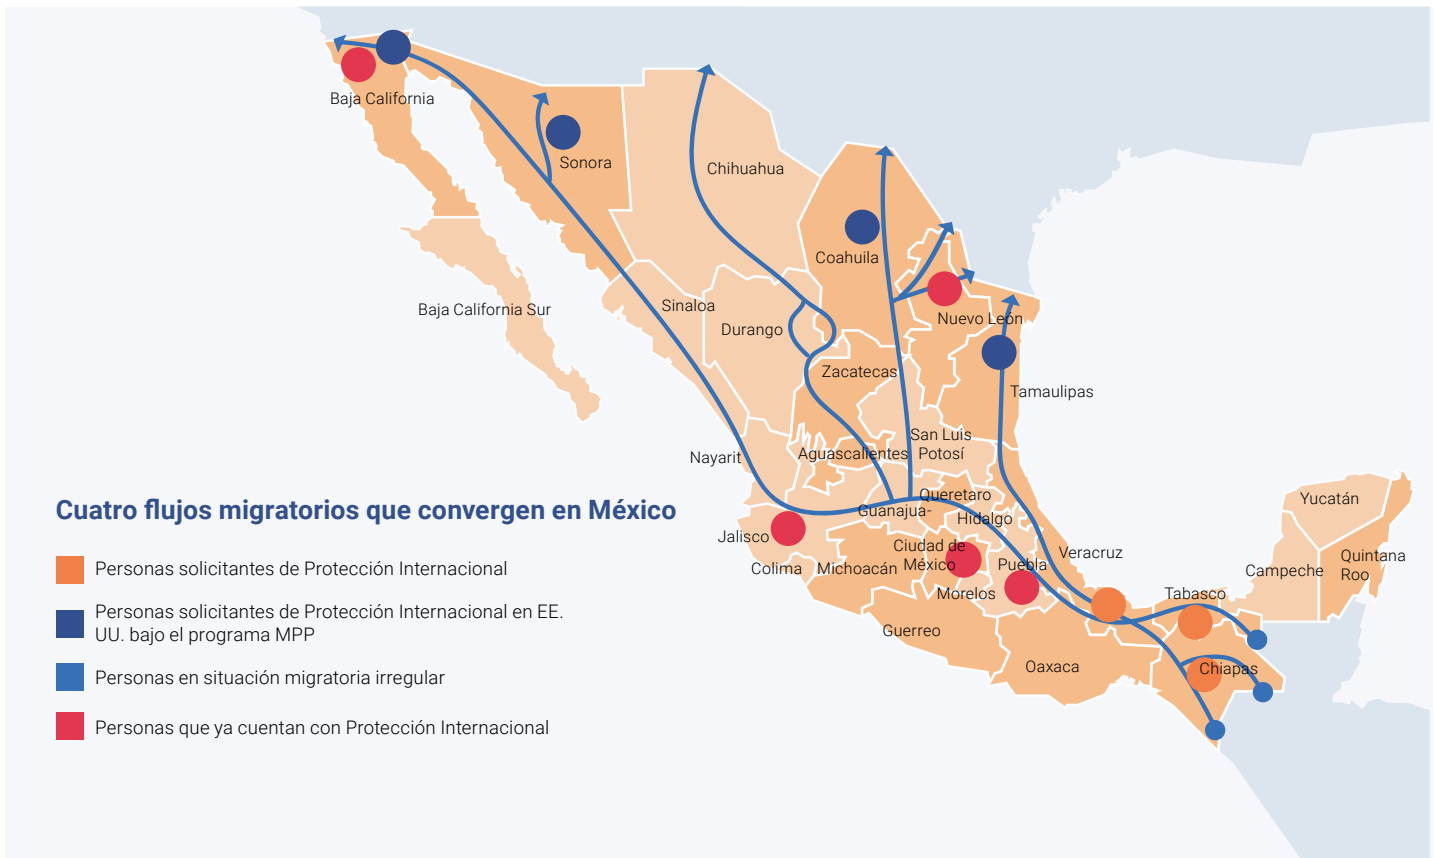 Baja California
Sonora
Chihuahua
Coahuila
Baja California Sur
Sinaloa
Durango
Nuevo León
Zacatecas
Tamaulipas
San Luis
Potosí
Aguascalientes
Nayarit
Queretaro
Guanajua-
Hidalgo
Jalisco
Ciudad de
México
Puebla
Veracruz
Colima
Michoacán
Morelos
Tabasco
Guerreo
Oaxaca
Chiapas
Yucatán
Campeche
Quintana
Roo
Cuatro flujos migratorios que convergen en México
Personas solicitantes de Protección Internacional
Personas solicitantes de Protección Internacional en EE.
UU. bajo el programa MPP
Personas en situación migratoria irregular
Personas que ya cuentan con Protección Internacional